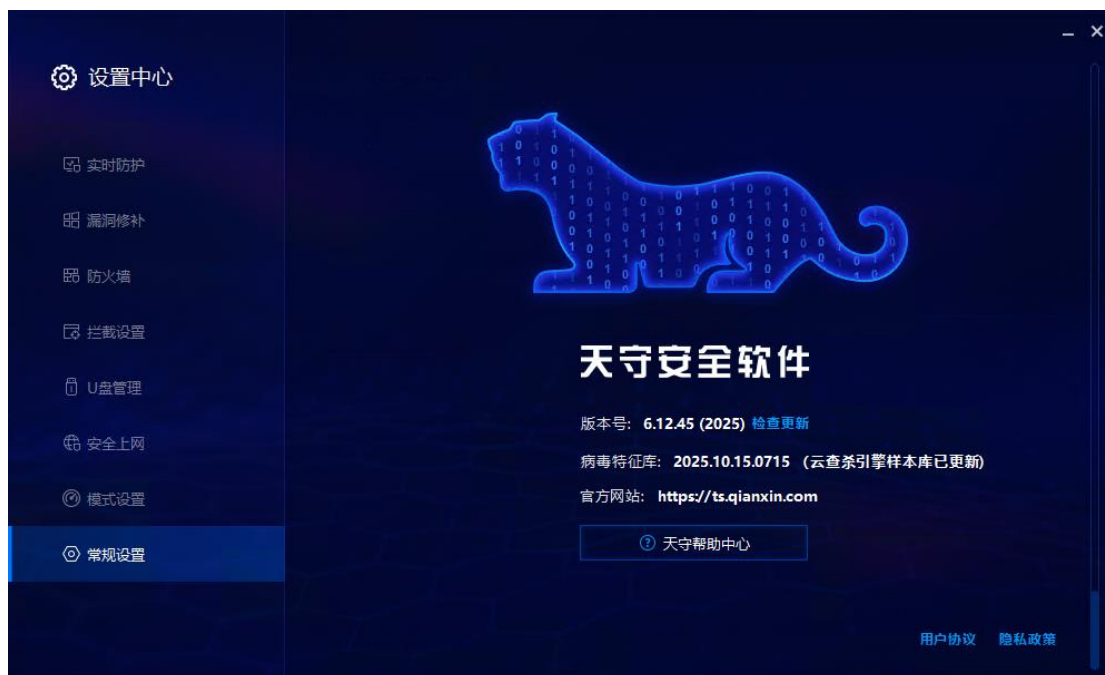 设置中心
实时防护
漏洞修补
防火墙
拦截设置
U盘管理
安全上网
模式设置
常规设置
天守安全软件
版本号: 6.12.45 (2025) 检查更新
病毒特征库: 2025.10.15.0715 (云查杀引擎样本库已更新)
官方网站: https://ts.qianxin.com
天守帮助中心
用户协议 隐私政策